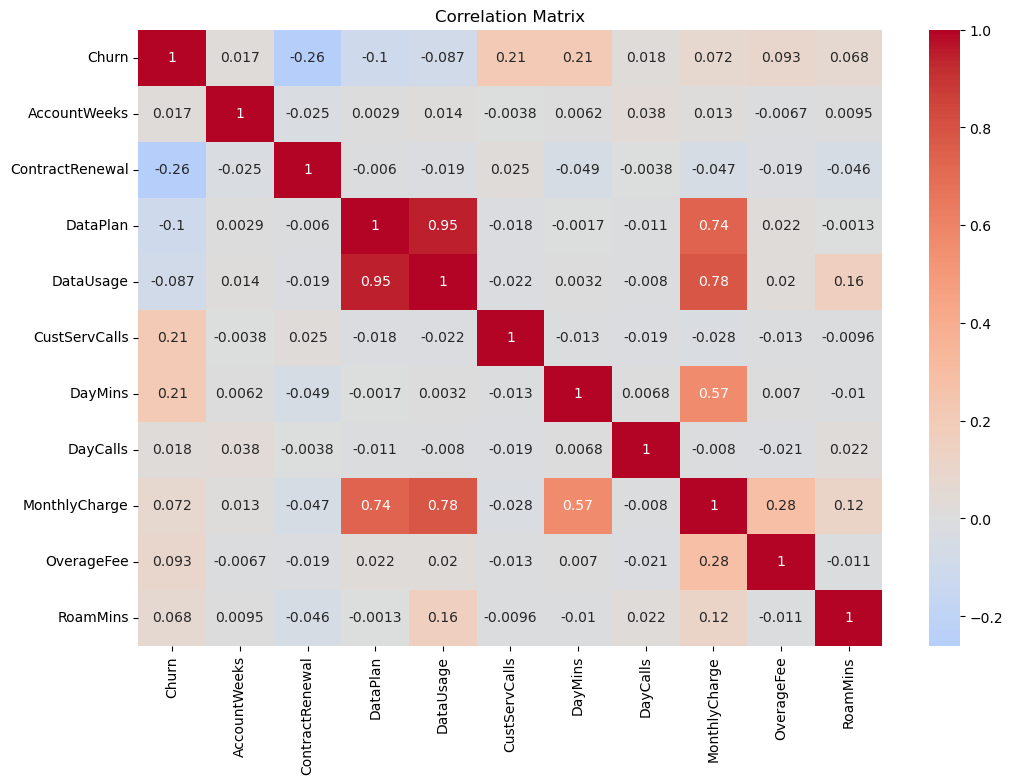 Correlation Matrix
Churn 1 0.017 -0.26 -0.1 -0.087 0.21 0.21 0.018 0.072 0.093 0.068
AccountWeeks 0.017 1 -0.025 0.0029 0.014 -0.0038 0.0062 0.038 0.013 -0.0067 0.0095
ContractRenewal -0.26 -0.025 1 -0.006 -0.019 0.025 -0.049 -0.0038 -0.047 -0.019 -0.046
DataPlan -0.1 0.0029 -0.006 1 0.95 -0.018 -0.0017 -0.011 0.74 0.022 -0.0013
DataUsage -0.087 0.014 -0.019 0.95 1 -0.022 0.0032 -0.008 0.78 0.02 0.16
CustServCalls 0.21 -0.0038 0.025 -0.018 -0.022 1 -0.013 -0.019 -0.028 -0.013 -0.0096
DayMins 0.21 0.0062 -0.049 -0.0017 0.0032 -0.013 1 0.0068 0.57 0.007 -0.01
DayCalls 0.018 0.038 -0.0038 -0.011 -0.008 -0.019 0.0068 1 -0.008 -0.021 0.022
MonthlyCharge 0.072 0.013 -0.047 0.74 0.78 -0.028 0.57 -0.008 1 0.28 0.12
OverageFee 0.093 -0.0067 -0.019 0.022 0.02 -0.013 0.007 -0.021 0.28 1 -0.011
RoamMins 0.068 0.0095 -0.046 -0.0013 0.16 -0.0096 -0.01 0.022 0.12 -0.011 1
Churn
AccountWeeks
ContractRenewal
DataPlan
DataUsage
CustServCalls
DayMins
DayCalls
MonthlyCharge
OverageFee
RoamMins
1.0
0.8
0.6
0.4
0.2
0.0
−0.2